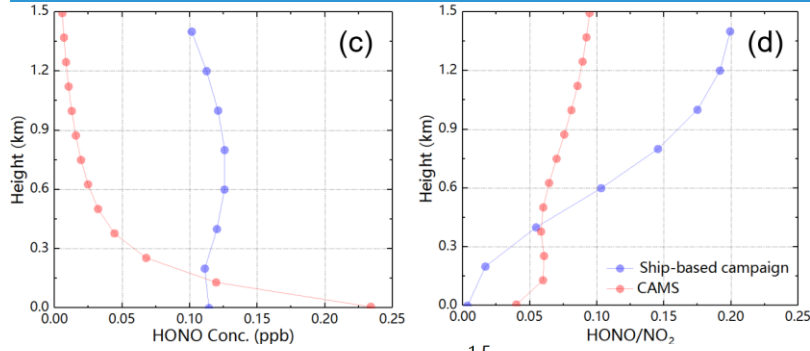 (c)
1.5
1.2
0.9
0.6
0.3
0.0
Height (km)
0.00 0.05 0.10 0.15 0.20 0.25
HONO Conc. (ppb)
(d)
1.5
1.2
0.9
0.6
0.3
0.0
Height (km)
Ship-based campaign
CAMS
0.00 0.05 0.10 0.15 0.20 0.25
HONO/NO₂
1.5